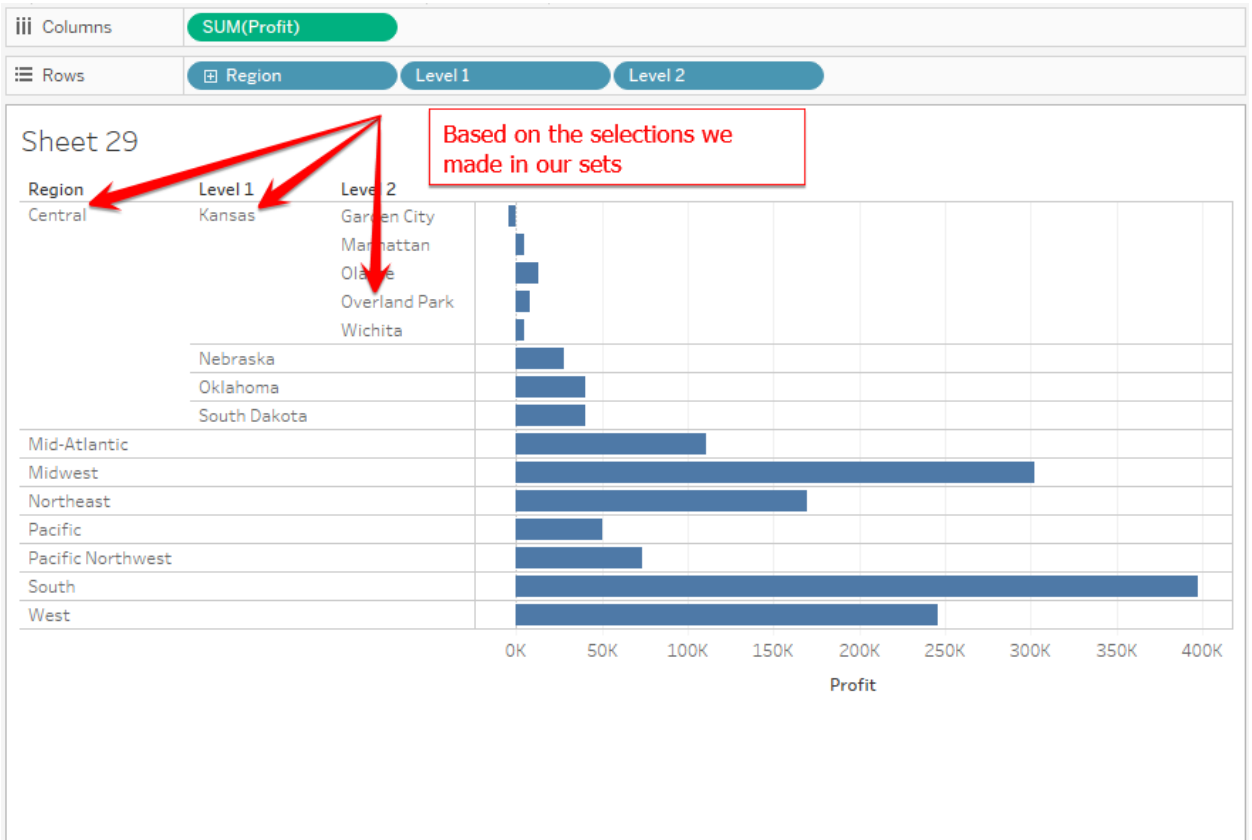 Columns SUM(Profit)
Rows Region Level 1 Level 2
Sheet 29
Based on the selections we
made in our sets
Region Level 1 Level 2
Central Kansas Garden City
Manhattan
Overland Park
Wichita
Nebraska
Oklahoma
South Dakota
Mid-Atlantic
Midwest
Northeast
Pacific
Pacific Northwest
South
West
0K 50K 100K 150K 200K 250K 300K 350K 400K
Profit